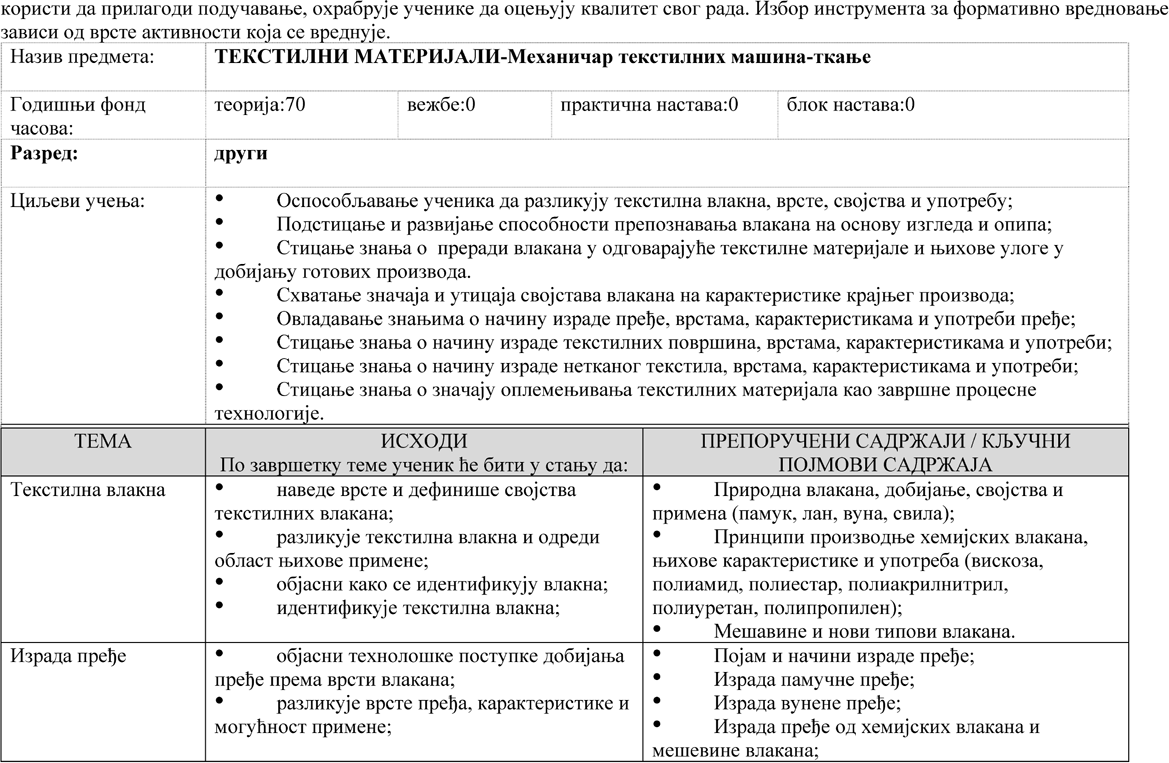 користи да прилагоди подучавање, охрабрује ученике да оцењују квалитет свог рада. Избор инструмента за формативно вредновање
зависи од врсте активности која се вреднује.
Назив предмета:
ТЕКСТИЛНИ МАТЕРИЈАЛИ-Механичар текстилних машина-ткање
Годишњи фонд
часова:
теорија:70
вежбе:0
практична настава:0
блок настава:0
Разред:
други
Циљеви учења:
• Оспособљавање ученика да разликују текстилна влакна, врсте, својства и употребу;
• Подстицање и развијање способности препознавања влакана на основу изгледа и опипа;
• Стицање знања о преради влакана у одговарајуће текстилне материјале и њихове улоге у
добијању готових производа.
• Схватање значаја и утицаја својстава влакана на карактеристике крајњег производа;
• Овладавање знањима о начину израде пређе, врстама, карактеристикама и употреби пређе;
• Стицање знања о начину израде текстилних површина, врстама, карактеристикама и употреби;
• Стицање знања о начину израде нетканог текстила, врстама, карактеристикама и употреби;
• Стицање знања о значају оплемењивања текстилних материјала као завршне процесне
технологије.
ТЕМА
ИСХОДИ
По завршетку теме ученик ће бити у стању да:
ПРЕПОРУЧЕНИ САДРЖАЈИ / КЉУЧНИ
ПОЈМОВИ САДРЖАЈА
Текстилна влакна
• наведе врсте и дефинише својства
текстилних влакана;
• разликује текстилна влакна и одреди
област њихове примене;
• објасни како се идентификују влакна;
• идентификује текстилна влакна;
• Природна влакана, добијање, својства и
примена (памук, лан, вуна, свила);
• Принципи производње хемијских влакана,
њихове карактеристике и употреба (вискоза,
полиамид, полиестар, полиакрилнитрил,
полиуретан, полипропилен);
• Мешавине и нови типови влакана.
Израда пређе
• објасни технолошке поступке добијања
пређе према врсти влакана;
• разликује врсте пређа, карактеристике и
могућност примене;
• Појам и начини израде пређе;
• Израда памучне пређе;
• Израда вунене пређе;
• Израда пређе од хемијских влакана и
мешевине влакана;